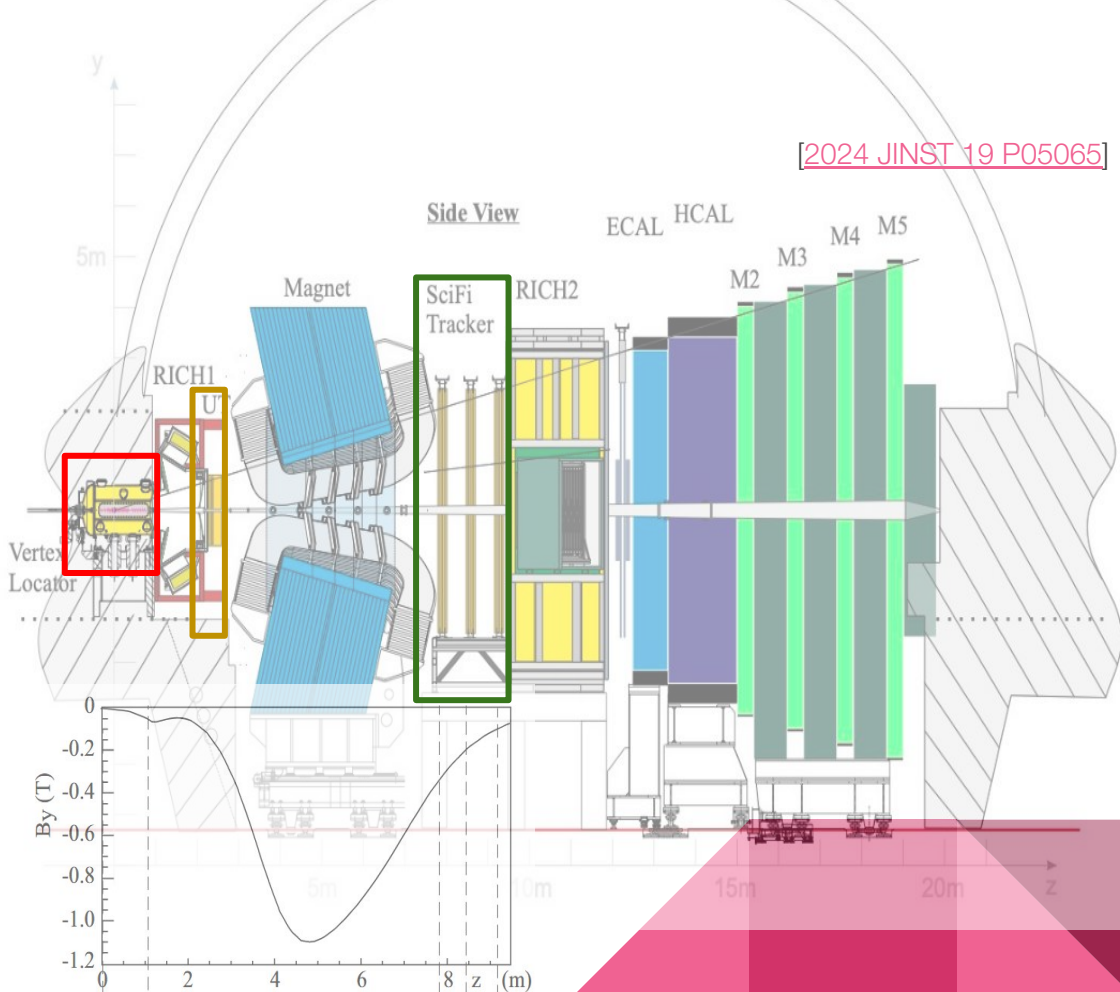 y
[2024 JINST 19 P05065]
Side View
ECAL
HCAL
M2
M3
M4
M5
5m
Magnet
SciFi
Tracker
RICH2
RICH1
UT
Vertex
Locator
0
-0.2
-0.4
-0.6
-0.8
-1.0
-1.2
By (T)
0
2
4
6
8
z
(m)
5m
10m
15m
20m
z